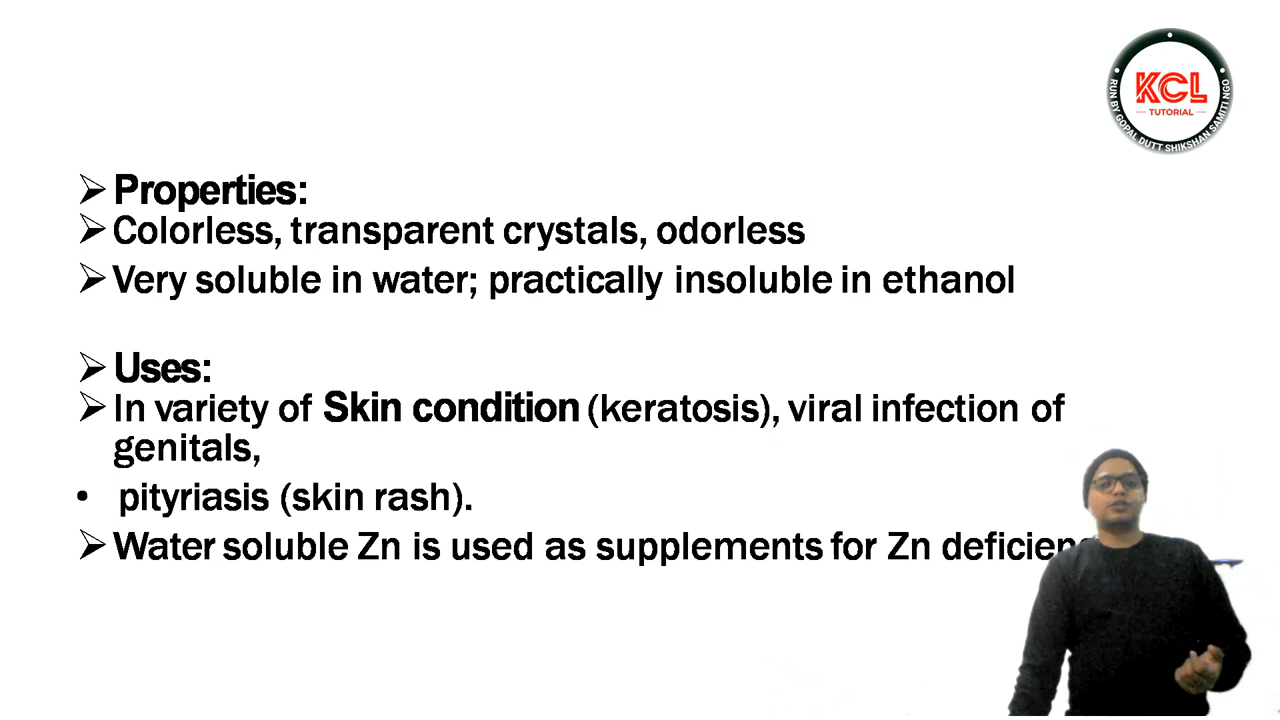 KCL
TUTORIAL
RUN BY GOPAL DUTT SHIKSHAN SAMITI NGO
Properties:
Colorless, transparent crystals, odorless
Very soluble in water; practically insoluble in ethanol
Uses:
In variety of Skin condition (keratosis), viral infection of
genitals,
• pityriasis (skin rash).
Water soluble Zn is used as supplements for Zn